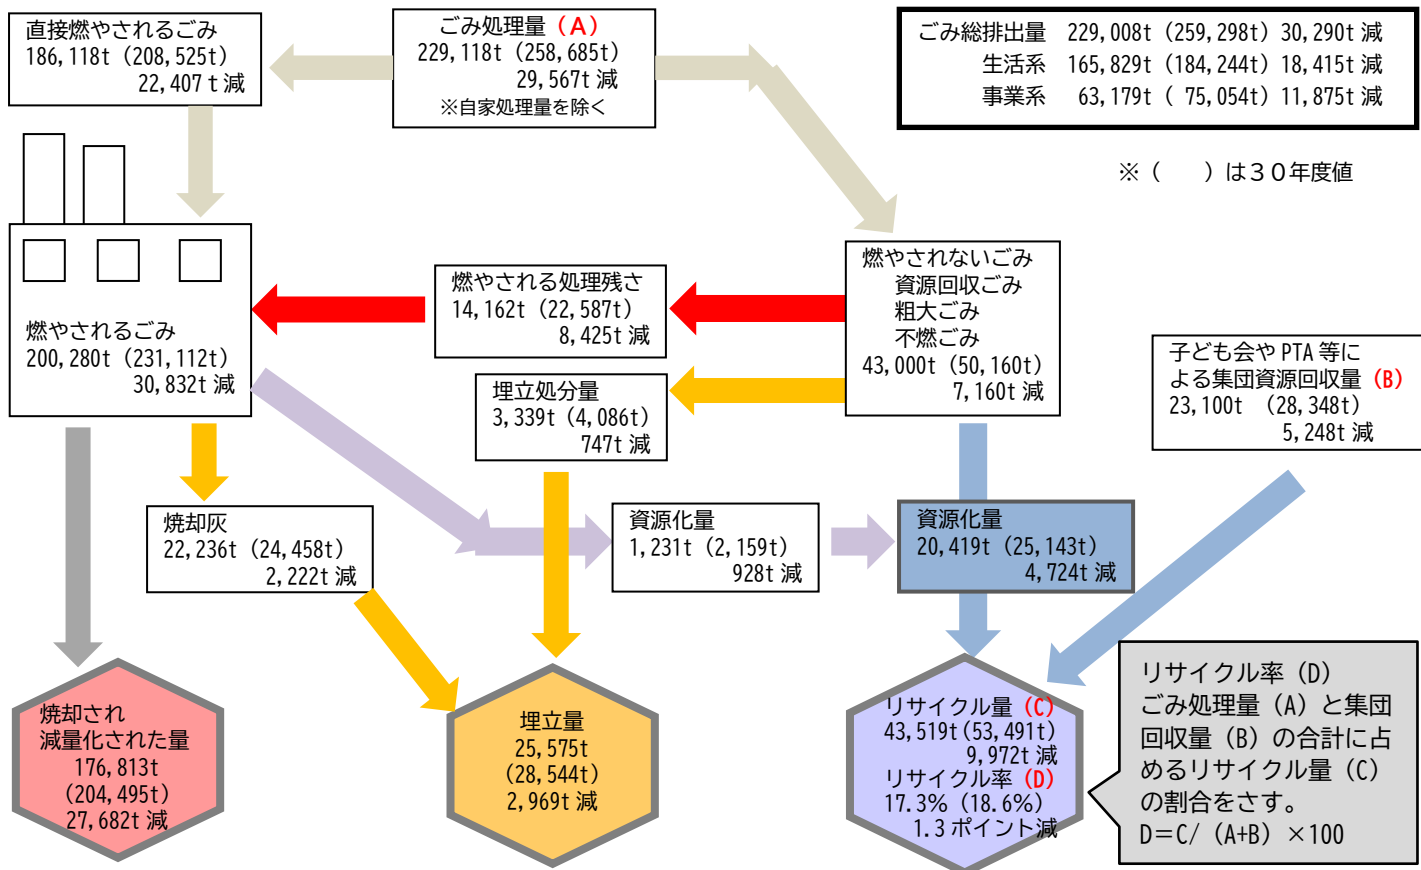 直接燃やされるごみ
186,118t（208,525t）
22,407ｔ減
ごみ処理量（A）
229,118t（258,685t）
29,567t 減
※自家処理量を除く
ごみ総排出量　229,008t（259,298t）30,290t 減
生活系　165,829t（184,244t）18,415t 減
事業系　63,179t（ 75,054t）11,875t 減
※（　　）は３０年度値
燃やされるごみ
200,280t（231,112t）
30,832t 減
燃やされる処理残さ
14,162t（22,587t）
8,425t 減
燃やされないごみ
資源回収ごみ
粗大ごみ
不燃ごみ
43,000t（50,160t）
7,160t 減
子ども会や PTA 等に
よる集団資源回収量（B）
23,100t （28,348t）
5,248t 減
埋立処分量
3,339t（4,086t）
747t 減
焼却灰
22,236t（24,458t）
2,222t 減
資源化量
1,231t（2,159t）
928t 減
資源化量
20,419t（25,143t）
4,724t 減
焼却され
減量化された量
176,813t
（204,495t）
27,682t 減
埋立量
25,575t
（28,544t）
2,969t 減
リサイクル量（C）
43,519t（53,491t）
9,972t 減
リサイクル率（D）
17.3%（18.6%）
1.3 ポイント減
リサイクル率（D）
ごみ処理量（A）と集団
回収量（B）の合計に占
めるリサイクル量（C）
の割合をさす。
D＝C/（A+B）×100